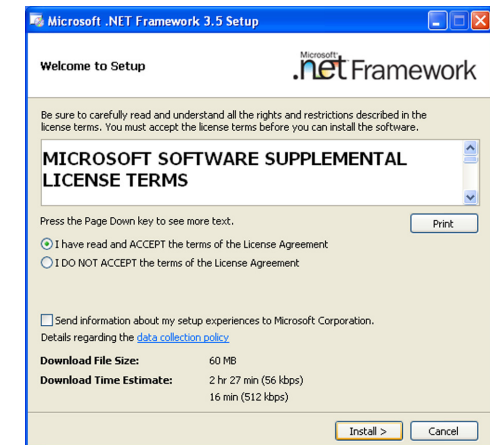 Microsoft .NET Framework 3.5 Setup
Welcome to Setup
Microsoft
.net Framework
Be sure to carefully read and understand all the rights and restrictions described in the
license terms. You must accept the license terms before you can install the software.
MICROSOFT SOFTWARE SUPPLEMENTAL
LICENSE TERMS
Press the Page Down key to see more text.
Print
I have read and ACCEPT the terms of the License Agreement
I DO NOT ACCEPT the terms of the License Agreement
Send information about my setup experiences to Microsoft Corporation.
Details regarding the data collection policy
Download File Size: 60 MB
Download Time Estimate: 2 hr 27 min (56 kbps)
16 min (512 kbps)
Install > Cancel